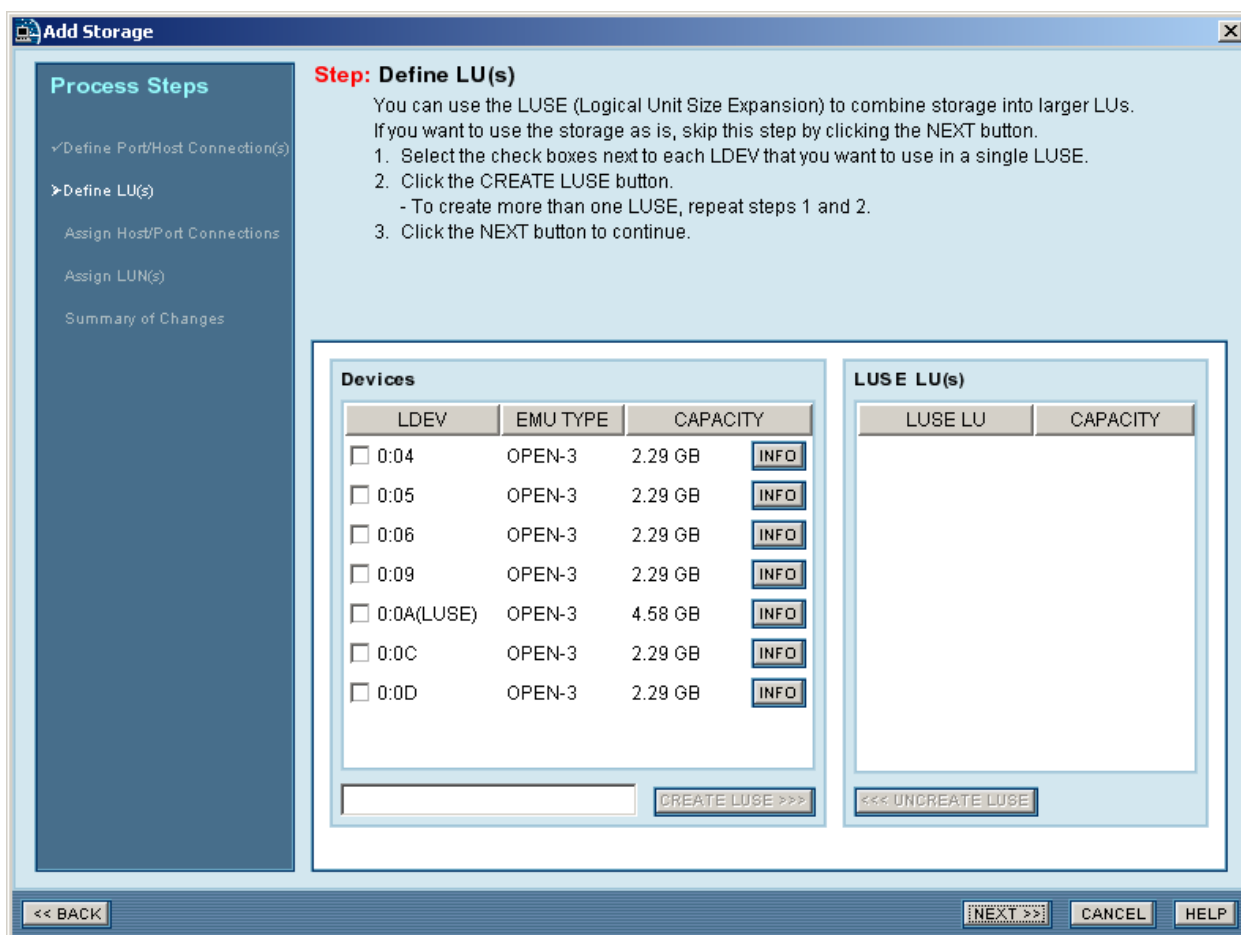 Add Storage
Process Steps
✓Define Port/Host Connection(s)
➢Define LU(s)
Assign Host/Port Connections
Assign LUN(s)
Summary of Changes
Step: Define LU(s)
You can use the LUSE (Logical Unit Size Expansion) to combine storage into larger LUs.
If you want to use the storage as is, skip this step by clicking the NEXT button.
1. Select the check boxes next to each LDEV that you want to use in a single LUSE.
2. Click the CREATE LUSE button.
- To create more than one LUSE, repeat steps 1 and 2.
3. Click the NEXT button to continue.
Devices
LDEV EMU TYPE CAPACITY
0:04 OPEN-3 2.29 GB INFO
0:05 OPEN-3 2.29 GB INFO
0:06 OPEN-3 2.29 GB INFO
0:09 OPEN-3 2.29 GB INFO
0:0A(LUSE) OPEN-3 4.58 GB INFO
0:0C OPEN-3 2.29 GB INFO
0:0D OPEN-3 2.29 GB INFO
CREATE LUSE >>>
LUSE LU(s)
LUSE LU CAPACITY
<<< UNCREATE LUSE
<< BACK NEXT >> CANCEL HELP